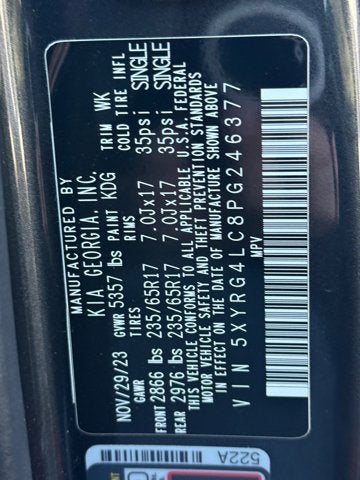 MANUFACTURED BY
KIA GEORGIA, INC.
NOV/29/23 GVWR 5357 lbs PAINT KDG TRIM WK
GAWR TIRES RIMS COLD TIRE INFL
FRONT 2866 lbs 235/65R17 7.0Jx17 35psi SINGLE
REAR 2976 lbs 235/65R17 7.0Jx17 35psi SINGLE
THIS VEHICLE CONFORMS TO ALL APPLICABLE U.S.A. FEDERAL
MOTOR VEHICLE SAFETY AND THEFT PREVENTION STANDARDS
IN EFFECT ON THE DATE OF MANUFACTURE SHOWN ABOVE
VIN 5XYRG4LC8PG246377
MPV
522A